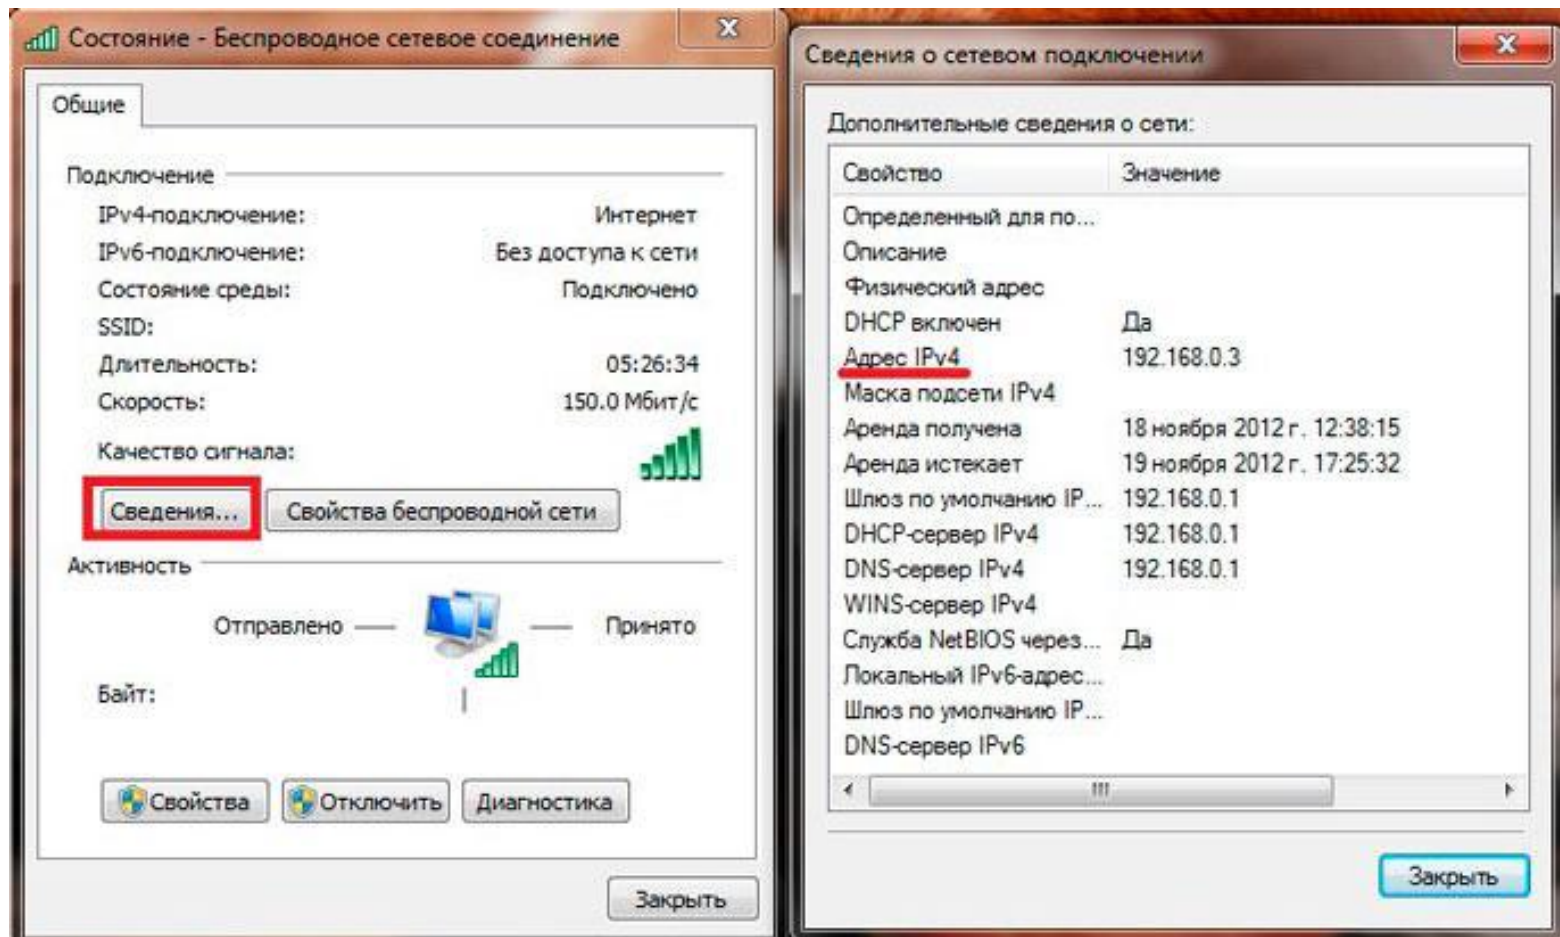 Состояние - Беспроводное сетевое соединение
Общие
Подключение
IPv4-подключение: Интернет
IPv6-подключение: Без доступа к сети
Состояние среды: Подключено
SSID:
Длительность: 05:26:34
Скорость: 150.0 Мбит/с
Качество сигнала:
Сведения... Свойства беспроводной сети
Активность
Отправлено Принято
Байт:
Свойства Отключить Диагностика
Закрыть
Сведения о сетевом подключении
Дополнительные сведения о сети:
Свойство Значение
Определенный для по...
Описание
Физический адрес
DHCP включен Да
Адрес IPv4 192.168.0.3
Маска подсети IPv4
Аренда получена 18 ноября 2012 г. 12:38:15
Аренда истекает 19 ноября 2012 г. 17:25:32
Шлюз по умолчанию IP... 192.168.0.1
DHCP-сервер IPv4 192.168.0.1
DNS-сервер IPv4 192.168.0.1
WINS-сервер IPv4
Служба NetBIOS через... Да
Локальный IPv6-адрес...
Шлюз по умолчанию IP...
DNS-сервер IPv6
Закрыть